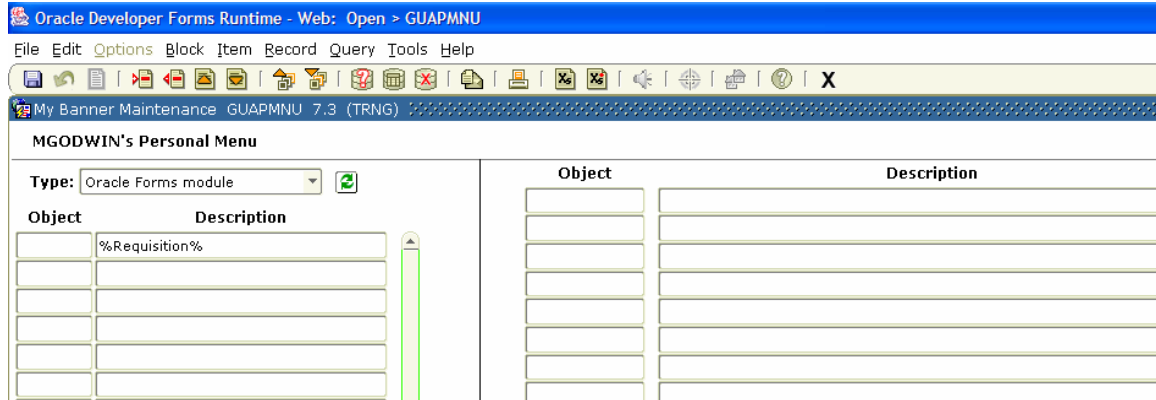 Oracle Developer Forms Runtime - Web: Open > GUAPMNU
File Edit Options Block Item Record Query Tools Help
X
My Banner Maintenance GUAPMNU 7.3 (TRNG)
MGODWIN's Personal Menu
Type: Oracle Forms module
Object Description
%Requisition%
Object Description